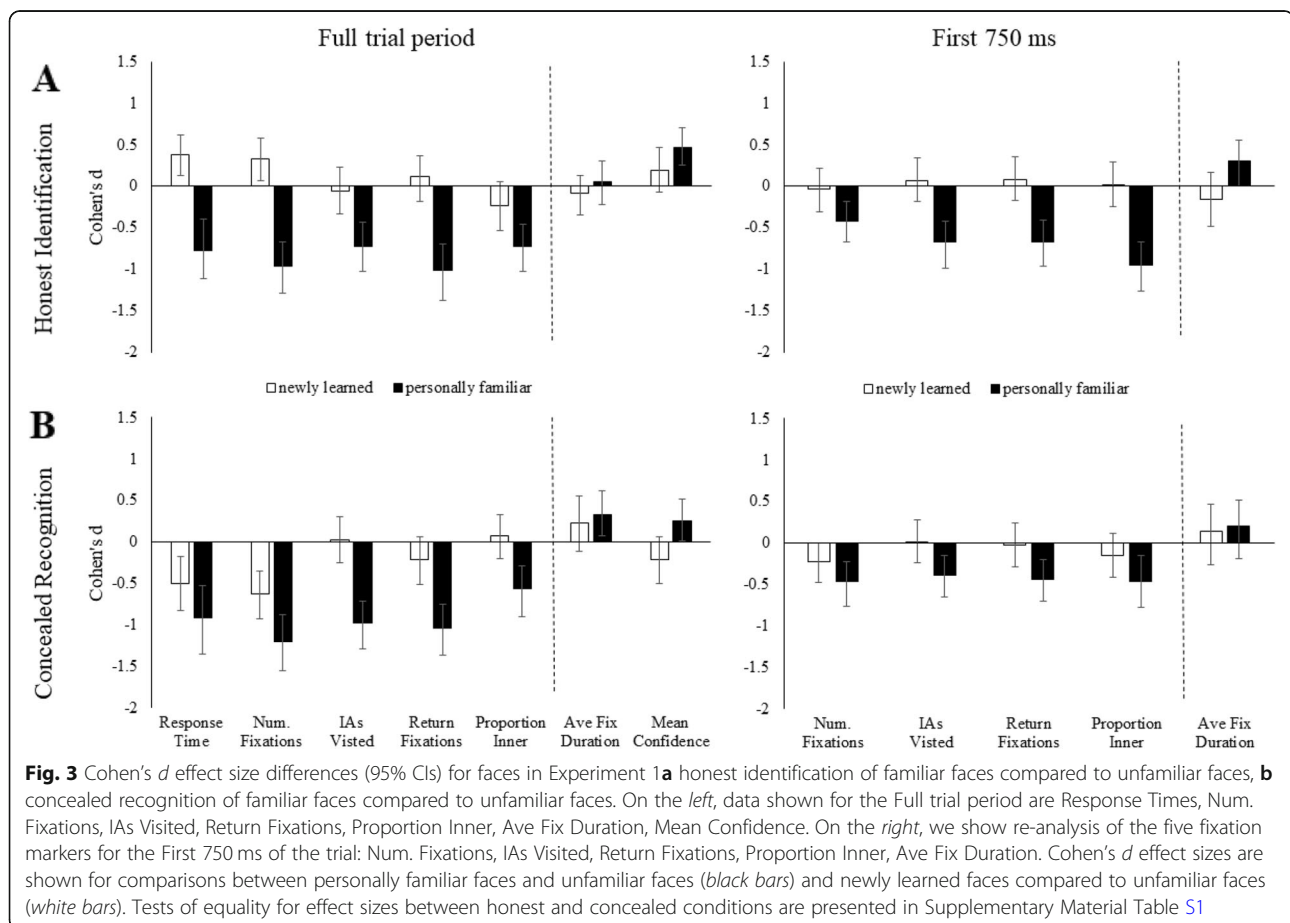 Full trial period
First 750 ms
A
Honest Identification
Cohen's d
1.5
1
0.5
0
-0.5
-1
-1.5
-2
1.5
1
0.5
0
-0.5
-1
-1.5
-2
newly learned personally familiar
newly learned personally familiar
B
Concealed Recognition
Cohen's d
1.5
1
0.5
0
-0.5
-1
-1.5
-2
Response
Time
Num.
Fixations
IAs
Visted
Return
Fixations
Proportion
Inner
Ave Fix
Duration
Mean
Confidence
1.5
1
0.5
0
-0.5
-1
-1.5
-2
Num.
Fixations
IAs
Visted
Return
Fixations
Proportion
Inner
Ave Fix
Duration
Fig. 3 Cohen's d effect size differences (95% CIs) for faces in Experiment 1a honest identification of familiar faces compared to unfamiliar faces, b
concealed recognition of familiar faces compared to unfamiliar faces. On the left, data shown for the Full trial period are Response Times, Num.
Fixations, IAs Visited, Return Fixations, Proportion Inner, Ave Fix Duration, Mean Confidence. On the right, we show re-analysis of the five fixation
markers for the First 750 ms of the trial: Num. Fixations, IAs Visited, Return Fixations, Proportion Inner, Ave Fix Duration. Cohen's d effect sizes are
shown for comparisons between personally familiar faces and unfamiliar faces (black bars) and newly learned faces compared to unfamiliar faces
(white bars). Tests of equality for effect sizes between honest and concealed conditions are presented in Supplementary Material Table S1